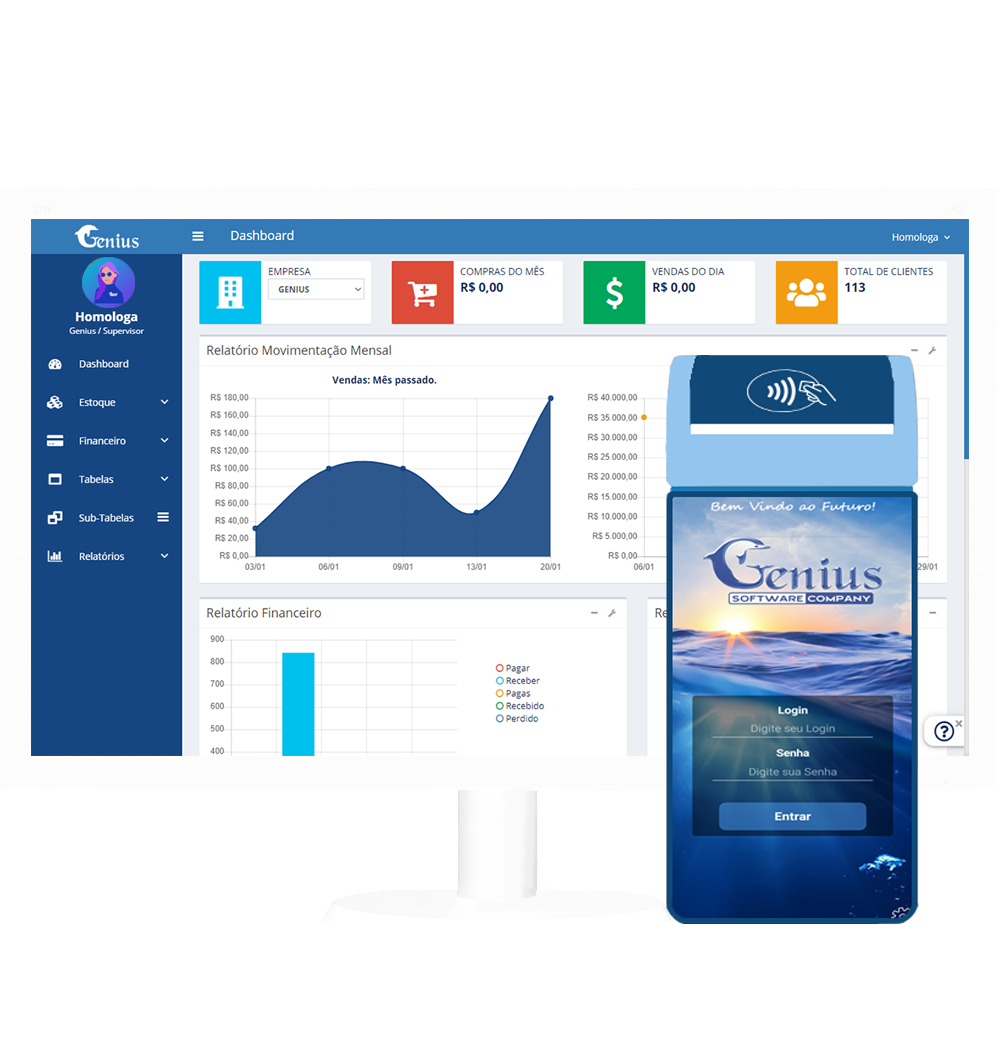 Genius
Dashboard
Homologa
Homologa
Genius / Supervisor
Dashboard
Estoque
Financeiro
Tabelas
Sub-Tabelas
Relatórios
EMPRESA
GENIUS
COMPRAS DO MÊS
R$ 0,00
VENDAS DO DIA
R$ 0,00
TOTAL DE CLIENTES
113
Relatório Movimentação Mensal
Vendas: Mês passado.
R$ 180,00
R$ 160,00
R$ 140,00
R$ 120,00
R$ 100,00
R$ 80,00
R$ 60,00
R$ 40,00
R$ 20,00
R$ 0,00
03/01 06/01 09/01 13/01 20/01
R$ 40.000,00
R$ 35.000,00
R$ 30.000,00
R$ 25.000,00
R$ 20.000,00
R$ 15.000,00
R$ 10.000,00
R$ 5.000,00
R$ 0,00
06/01 29/01
Relatório Financeiro
900
800
700
600
500
400
Pagar
Receber
Pagas
Recebido
Perdido
Re
Bem Vindo ao Futuro!
Genius
SOFTWARE COMPANY
Login
Digite seu Login
Senha
Digite sua Senha
Entrar
?